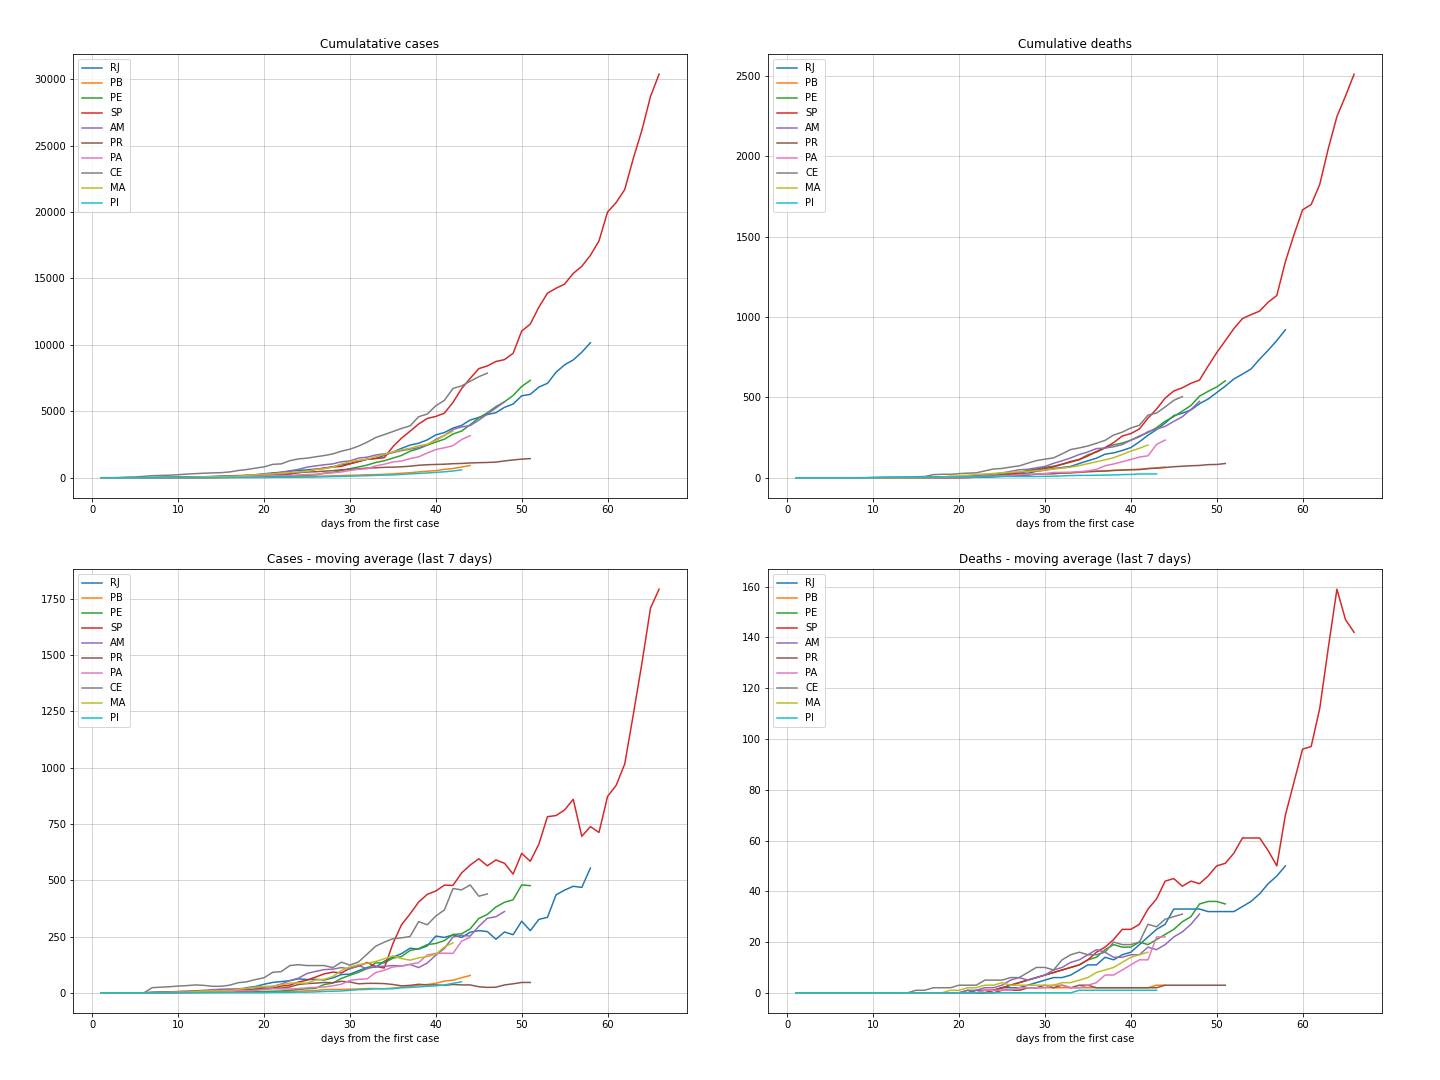 Cumulatative cases
30000
25000
20000
15000
10000
5000
0
RJ
PB
PE
SP
AM
PR
PA
CE
MA
PI
0 10 20 30 40 50 60
days from the first case
Cumulative deaths
2500
2000
1500
1000
500
0
RJ
PB
PE
SP
AM
PR
PA
CE
MA
PI
0 10 20 30 40 50 60
days from the first case
Cases - moving average (last 7 days)
1750
1500
1250
1000
750
500
250
0
RJ
PB
PE
SP
AM
PR
PA
CE
MA
PI
0 10 20 30 40 50 60
days from the first case
Deaths - moving average (last 7 days)
160
140
120
100
80
60
40
20
0
RJ
PB
PE
SP
AM
PR
PA
CE
MA
PI
0 10 20 30 40 50 60
days from the first case